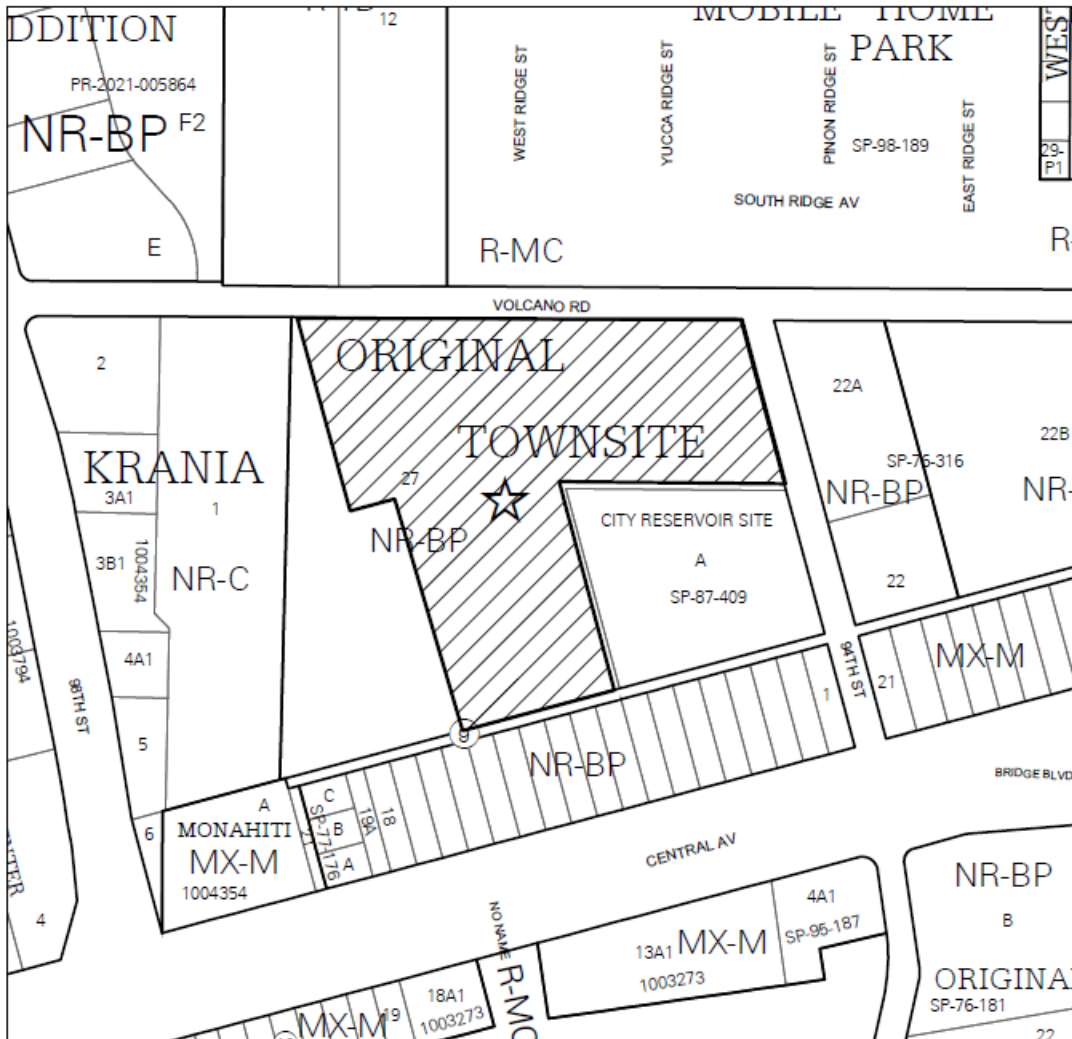 DDITION
12
MOBILE HOME
PARK
WEST
PR-2021-005864
NR-BP F2
WEST RIDGE ST
YUCCA RIDGE ST
PINON RIDGE ST
SP-98-189
EAST RIDGE ST
29-
P1
SOUTH RIDGE AV
E
R-MC
R-
VOLCANO RD
ORIGINAL
TOWNSITE
2
22A
22B
KRANIA
27
SP-76-316
3A1
1
NR-BP
NR-
NR-BP
CITY RESERVOIR SITE
A
SP-87-409
3B1
1004354
NR-C
22
1003794
4A1
98TH ST
94TH ST
MX-M
21
1
5
9
NR-BP
BRIDGE BLVD
A
C
6
MONAHITI
B
SP-77-176
19A
18
MX-M
A
1004354
CENTRAL AV
4
NR-BP
4A1
NO NAME
B
13A1
MX-M
SP-95-187
1003273
R-MC
ORIGINAL
18A1
SP-76-181
19
1003273
MX-M
22